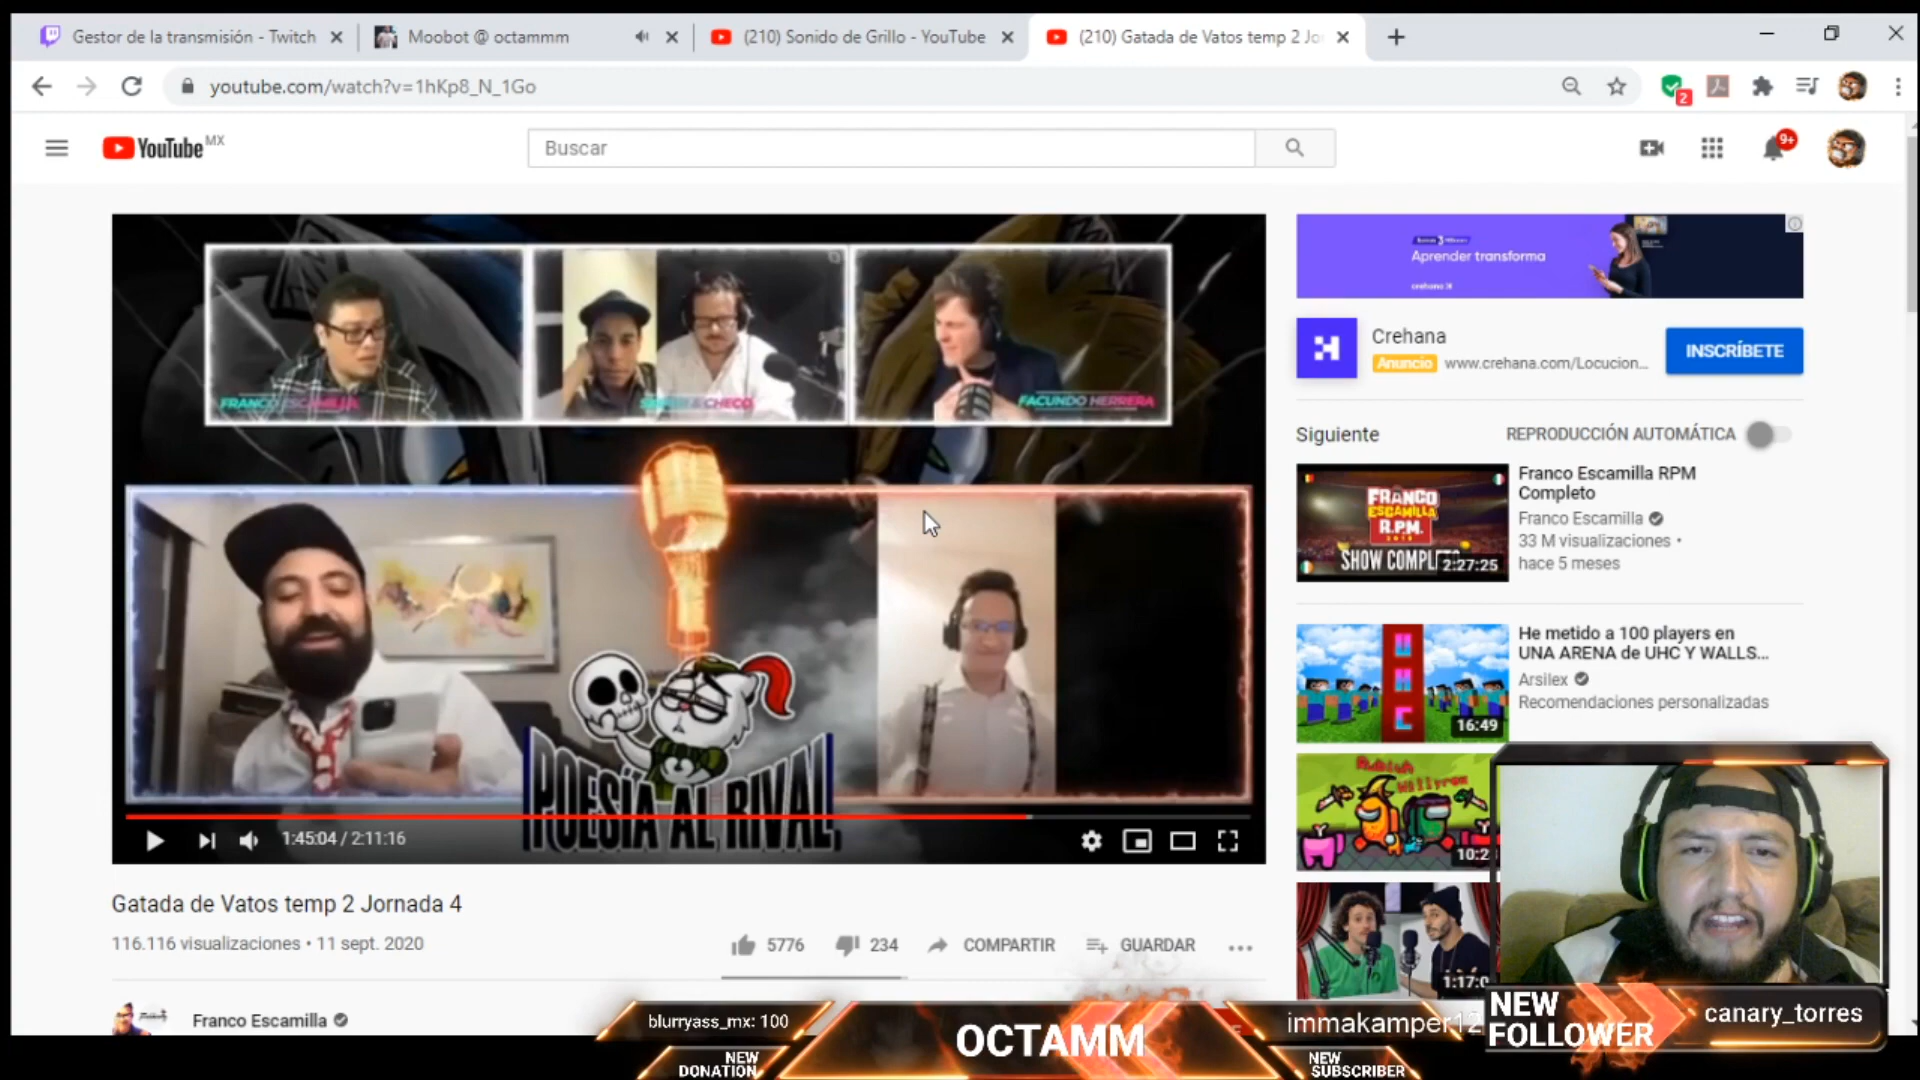 Gestor de la transmisión - Twitch
Moobot @ octammm
(210) Sonido de Grillo - YouTube
(210) Gatada de Vatos temp 2 Jo
youtube.com/watch?v=1hKp8_N_1Go
2
YouTube MX
Buscar
9+
FRANCO ESCAMILLA
& CHECO
FACUNDO HERRERA
POESÍA AL RIVAL
1:45:04 / 2:11:16
Gatada de Vatos temp 2 Jornada 4
116.116 visualizaciones • 11 sept. 2020
5776
234
COMPARTIR
GUARDAR
Franco Escamilla
Aprender transforma
crehana
Crehana
Anuncio www.crehana.com/Locucion...
INSCRÍBETE
Siguiente
REPRODUCCIÓN AUTOMÁTICA
FRANCO
ESCAMILLA
R.P.M.
SHOW COMPL
2:27:25
Franco Escamilla RPM
Completo
Franco Escamilla
33 M visualizaciones •
hace 5 meses
UHC
16:49
He metido a 100 players en
UNA ARENA de UHC Y WALLS...
Arsilex
Recomendaciones personalizadas
10:2
1:17:0
blurryass_mx: 100
NEW
DONATION
OCTAMM
immakamper12
NEW
SUBSCRIBER
NEW
FOLLOWER
canary_torres